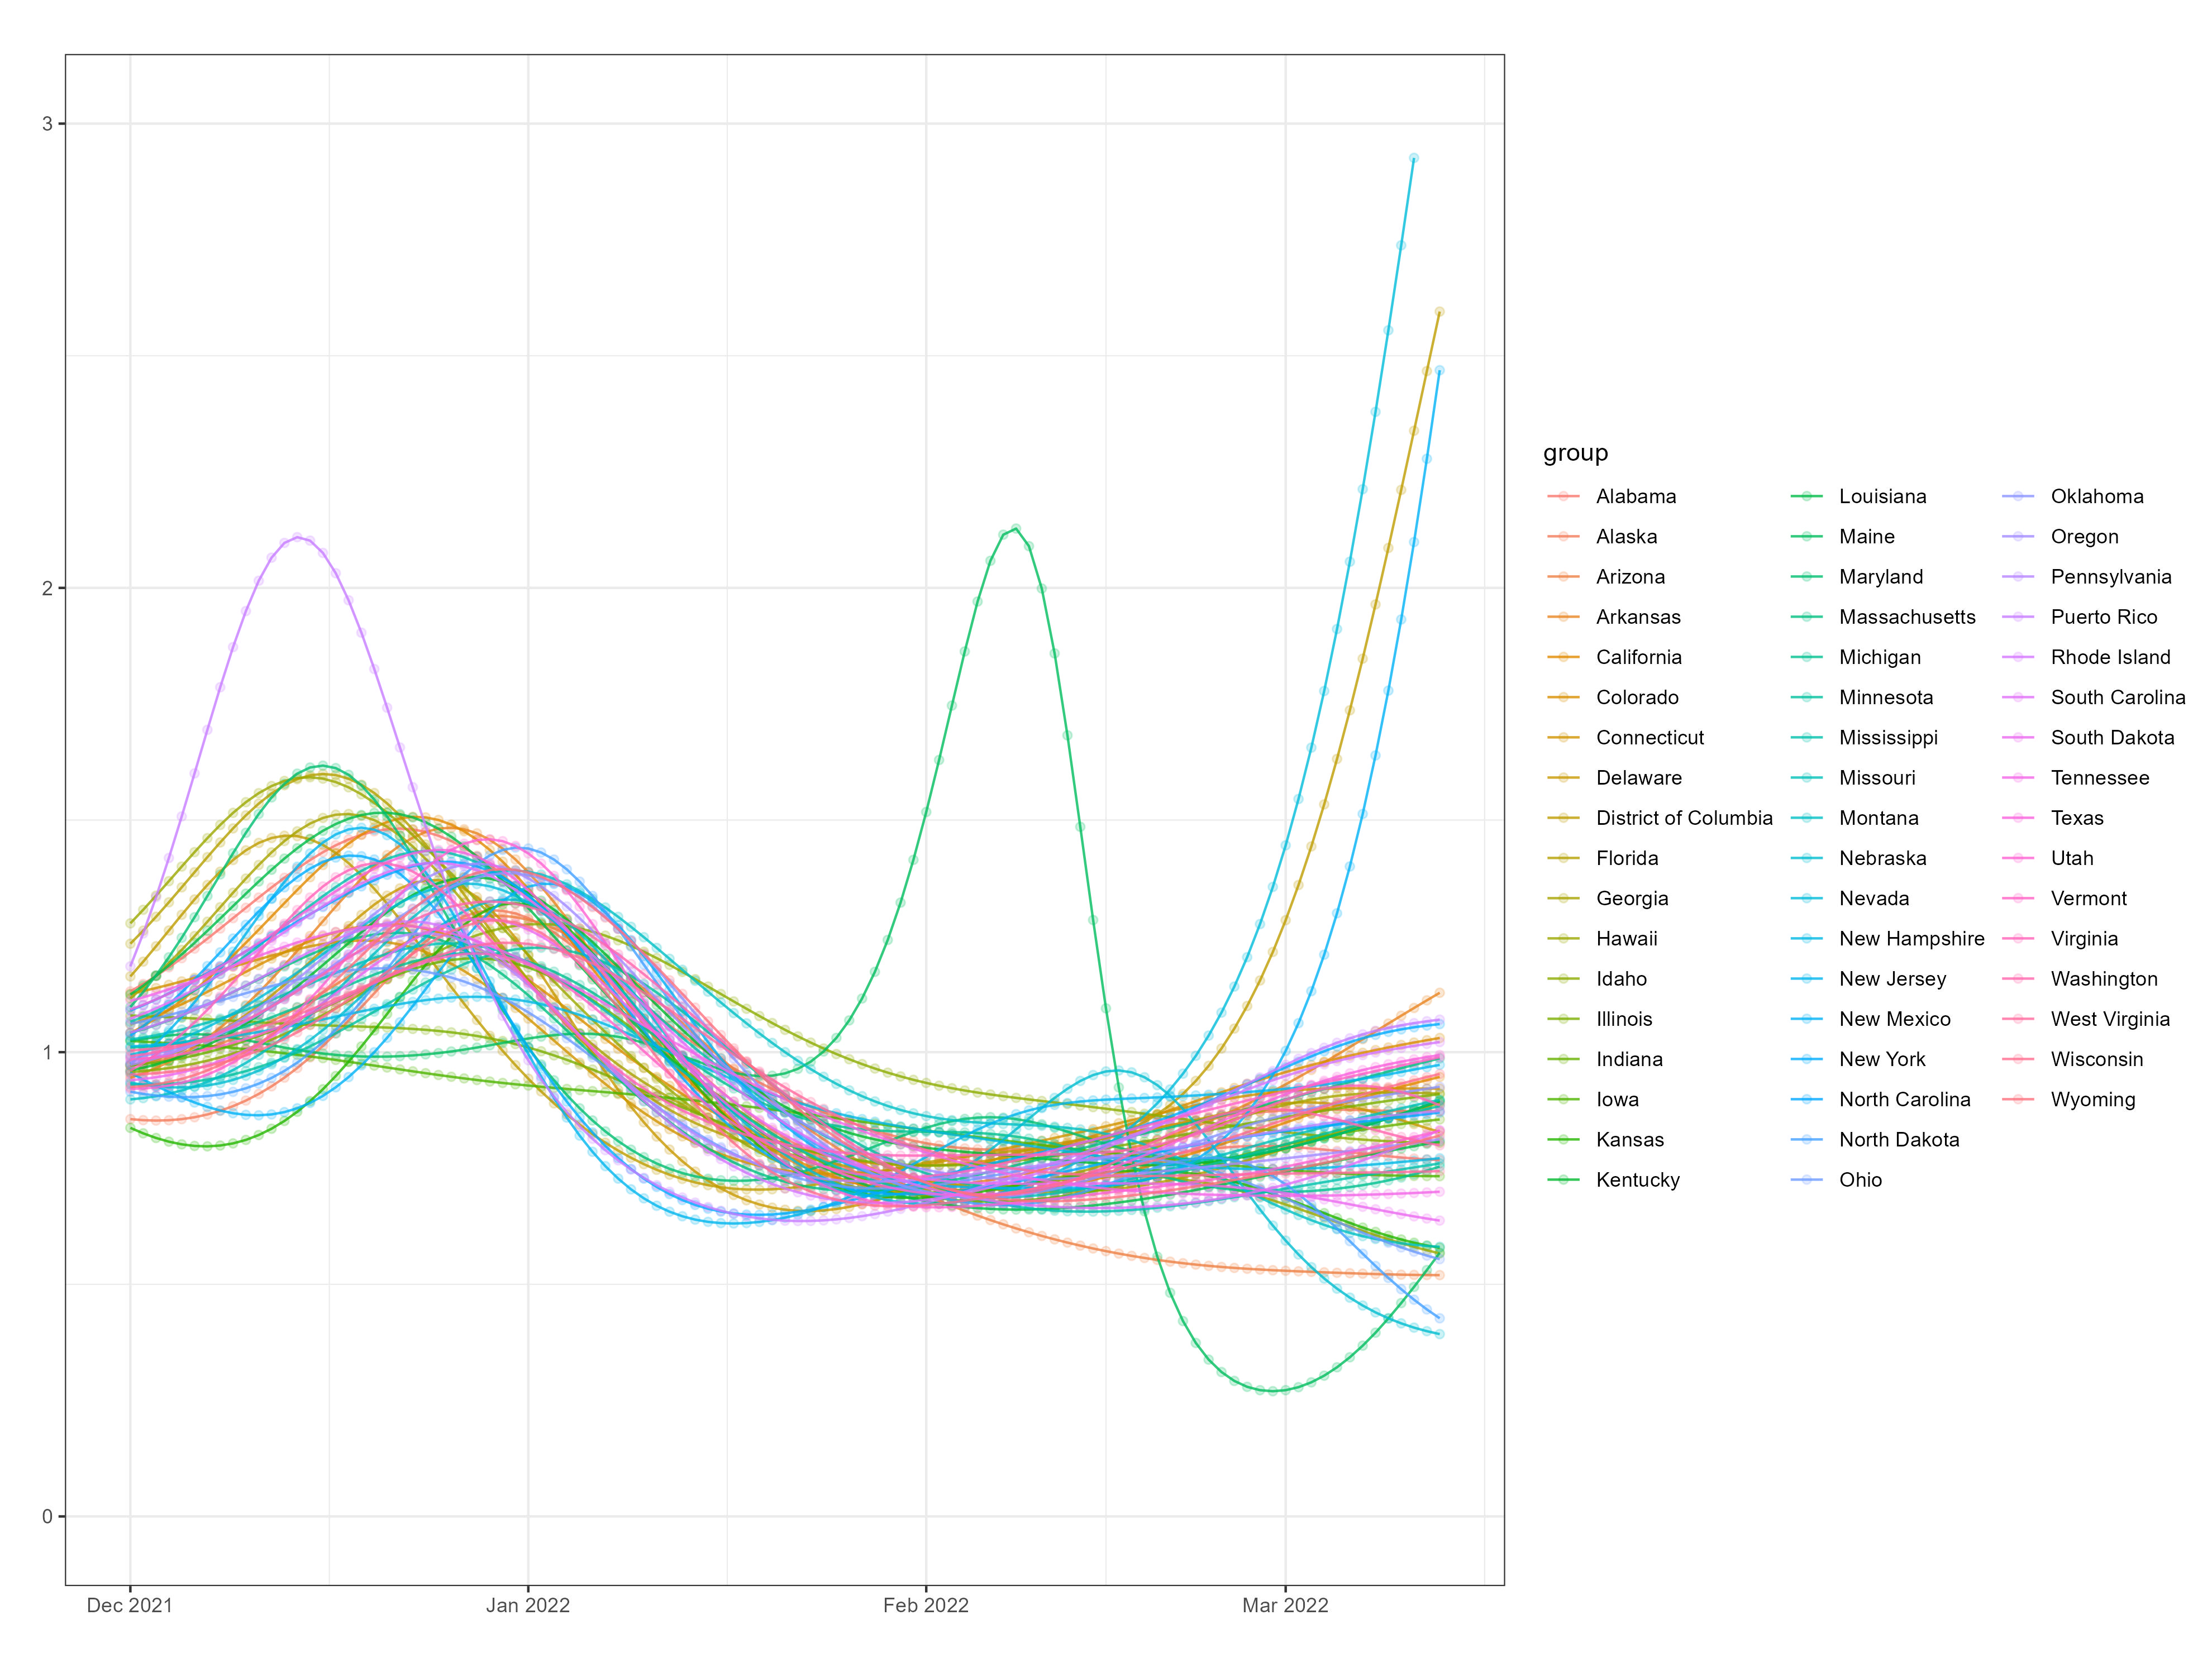 3
2
1
0
Dec 2021
Jan 2022
Feb 2022
Mar 2022
group
Alabama
Alaska
Arizona
Arkansas
California
Colorado
Connecticut
Delaware
District of Columbia
Florida
Georgia
Hawaii
Idaho
Illinois
Indiana
Iowa
Kansas
Kentucky
Louisiana
Maine
Maryland
Massachusetts
Michigan
Minnesota
Mississippi
Missouri
Montana
Nebraska
Nevada
New Hampshire
New Jersey
New Mexico
New York
North Carolina
North Dakota
Ohio
Oklahoma
Oregon
Pennsylvania
Puerto Rico
Rhode Island
South Carolina
South Dakota
Tennessee
Texas
Utah
Vermont
Virginia
Washington
West Virginia
Wisconsin
Wyoming